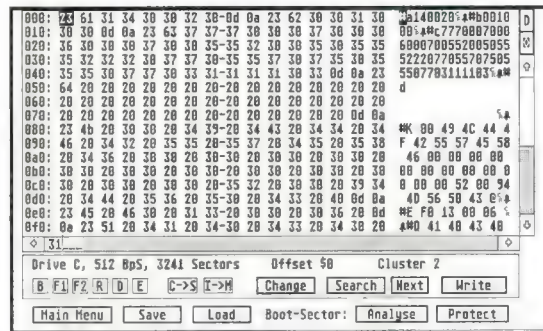 000: 23 61 31 34 30 30 32 30-0d 0a 23 62 30 30 31 30 #a140020 #b0010
010: 30 30 0d 0a 23 63 37 37-37 30 30 30 37 30 30 30 00 #c7770007000
020: 36 30 30 30 37 30 30 35-35 32 30 30 35 30 35 35 6000700552005055
030: 35 32 32 32 30 37 37 30-35 35 37 30 37 35 30 35 5222077055707505
040: 35 35 30 37 37 30 33 31-31 31 31 30 33 0d 0a 23 5507703111103 #
050: 64 20 20 20 20 20 20 20-20 20 20 20 20 20 20 20 d
060: 20 20 20 20 20 20 20 20-20 20 20 20 20 20 20 20
070: 20 20 20 20 20 20 20 20-20 20 20 20 20 20 0d 0a
080: 23 4b 20 30 30 20 34 39-20 34 43 20 34 34 20 34 #K 00 49 4C 44 4
090: 46 20 34 32 20 35 35 20-35 37 20 34 35 20 35 38 F 42 55 57 45 58
0a0: 20 34 36 20 30 30 20 30-30 20 30 30 20 30 30 20 46 00 00 00 00
0b0: 30 30 20 30 30 20 30 30-20 30 30 20 30 30 20 30 00 00 00 00 00 0
0c0: 30 20 30 30 20 30 30 20-35 32 20 30 30 20 39 34 0 00 00 52 00 94
0d0: 20 34 44 20 35 36 20 35-30 20 34 33 20 40 0d 0a 4D 56 50 43 @
0e0: 23 45 20 46 30 20 31 33-20 30 30 20 30 36 20 0d #E F0 13 00 06
0f0: 0a 23 51 20 34 31 20 34-30 20 34 33 20 34 30 20 #Q 41 40 43 40
31___
Drive C, 512 BpS, 3241 Sectors Offset $0 Cluster 2
B F1 F2 R D E C->S I->M Change Search Next Write
Main Menu Save Load Boot-Sector: Analyse Protect